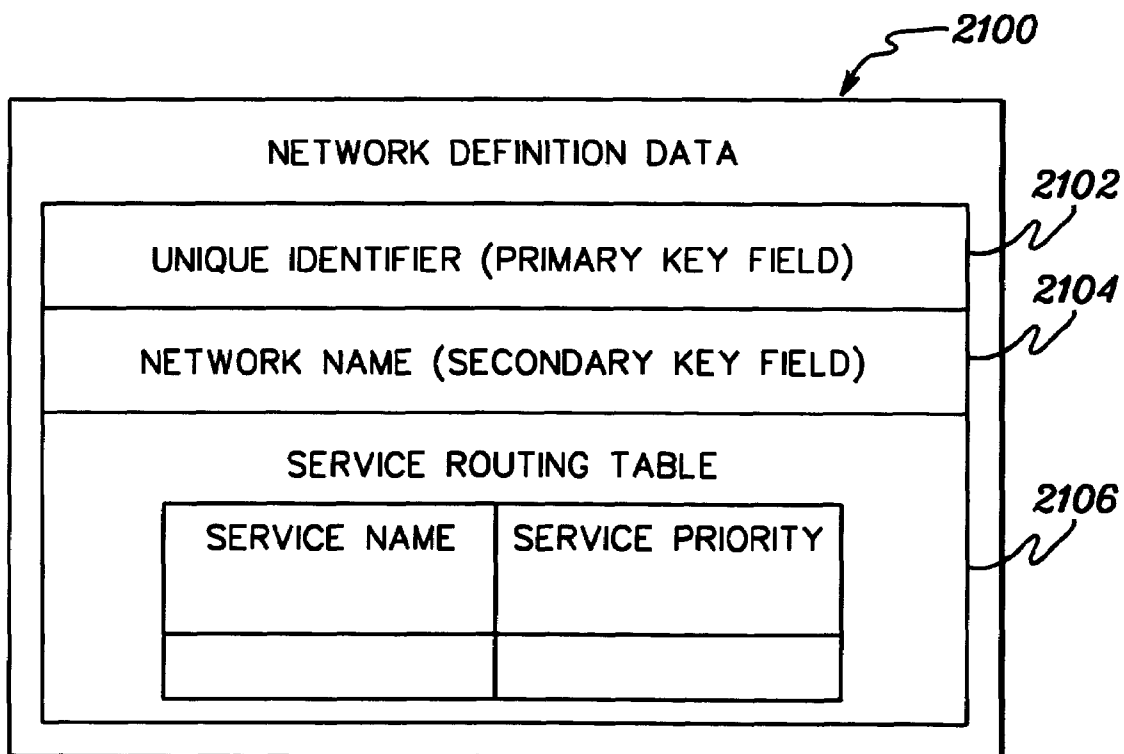 2100
NETWORK DEFINITION DATA
2102
UNIQUE IDENTIFIER (PRIMARY KEY FIELD)
2104
NETWORK NAME (SECONDARY KEY FIELD)
SERVICE ROUTING TABLE
2106
SERVICE NAME SERVICE PRIORITY